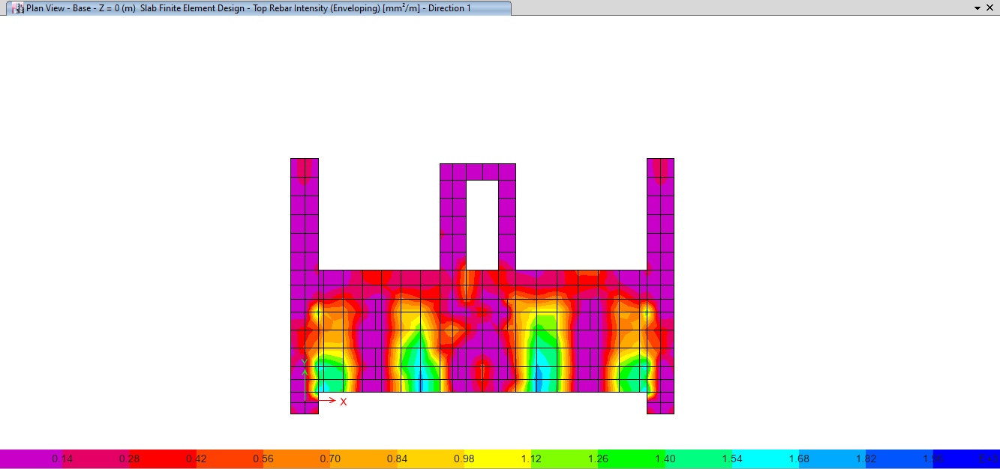 Plan View - Base - Z = 0 (m) Slab Finite Element Design - Top Rebar Intensity (Enveloping) [mm²/m] - Direction 1
Y
X
0.14 0.28 0.42 0.56 0.70 0.84 0.98 1.12 1.26 1.40 1.54 1.68 1.82 1.96